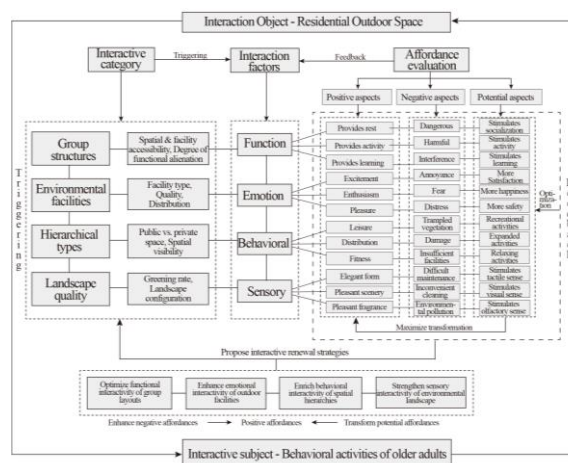 Interaction Object - Residential Outdoor Space
Interactive
category
Triggering
Interaction
factors
Feedback
Affordance
evaluation
Positive aspects
Negative aspects
Potential aspects
Triggering
Group
structures
Spatial & facility
accessibility, Degree of
functional alienation
Function
Environmental
facilities
Facility type,
Quality,
Distribution
Emotion
Hierarchical
types
Public vs. private
space, Spatial
visibility
Behavioral
Landscape
quality
Greening rate,
Landscape
configuration
Sensory
Provides rest
Dangerous
Stimulates
socialization
Provides activity
Harmful
Stimulates
activity
Provides learning
Interference
Stimulates
learning
Excitement
Annoyance
More
Satisfaction
Enthusiasm
Fear
More happiness
Pleasure
Distress
More safety
Leisure
Trampled
vegetation
Recreational
activities
Distribution
Damage
Expanded
activities
Fitness
Insufficient
facilities
Relaxing
activities
Elegant form
Difficult
maintenance
Stimulates
tactile sense
Pleasant scenery
Inconvenient
cleaning
Stimulates
visual sense
Pleasant fragrance
Environmen-
tal pollution
Stimulates
olfactory sense
Opti-
miza-
tion
Maximize transformation
Propose interactive renewal strategies
Optimize functional
interactivity of group
layouts
Enhance emotional
interactivity of outdoor
facilities
Enrich behavioral
interactivity of spatial
hierarchies
Strengthen sensory
interactivity of environmental
landscape
Enhance negative affordances
Positive affordances
Transform potential affordances
Interactive subject - Behavioral activities of older adults